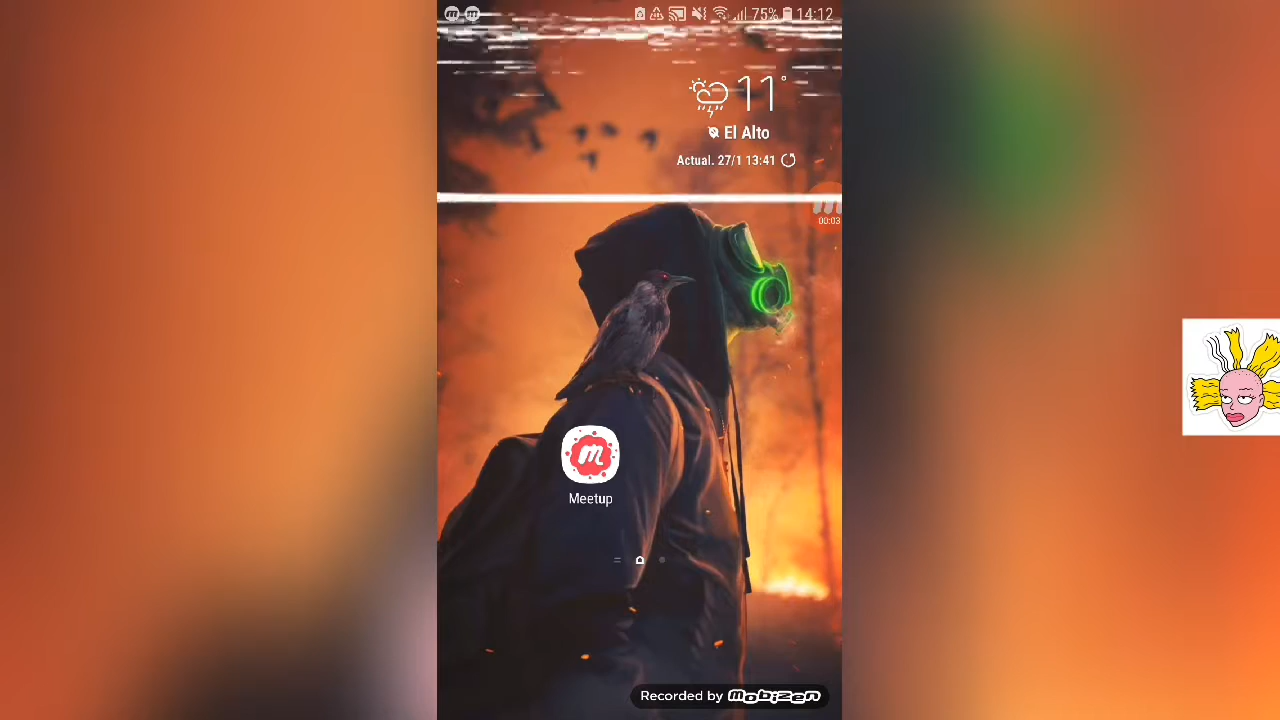 75% 14:12
11°
El Alto
Actual. 27/1 13:41
00:03
Meetup
Recorded by mobizen